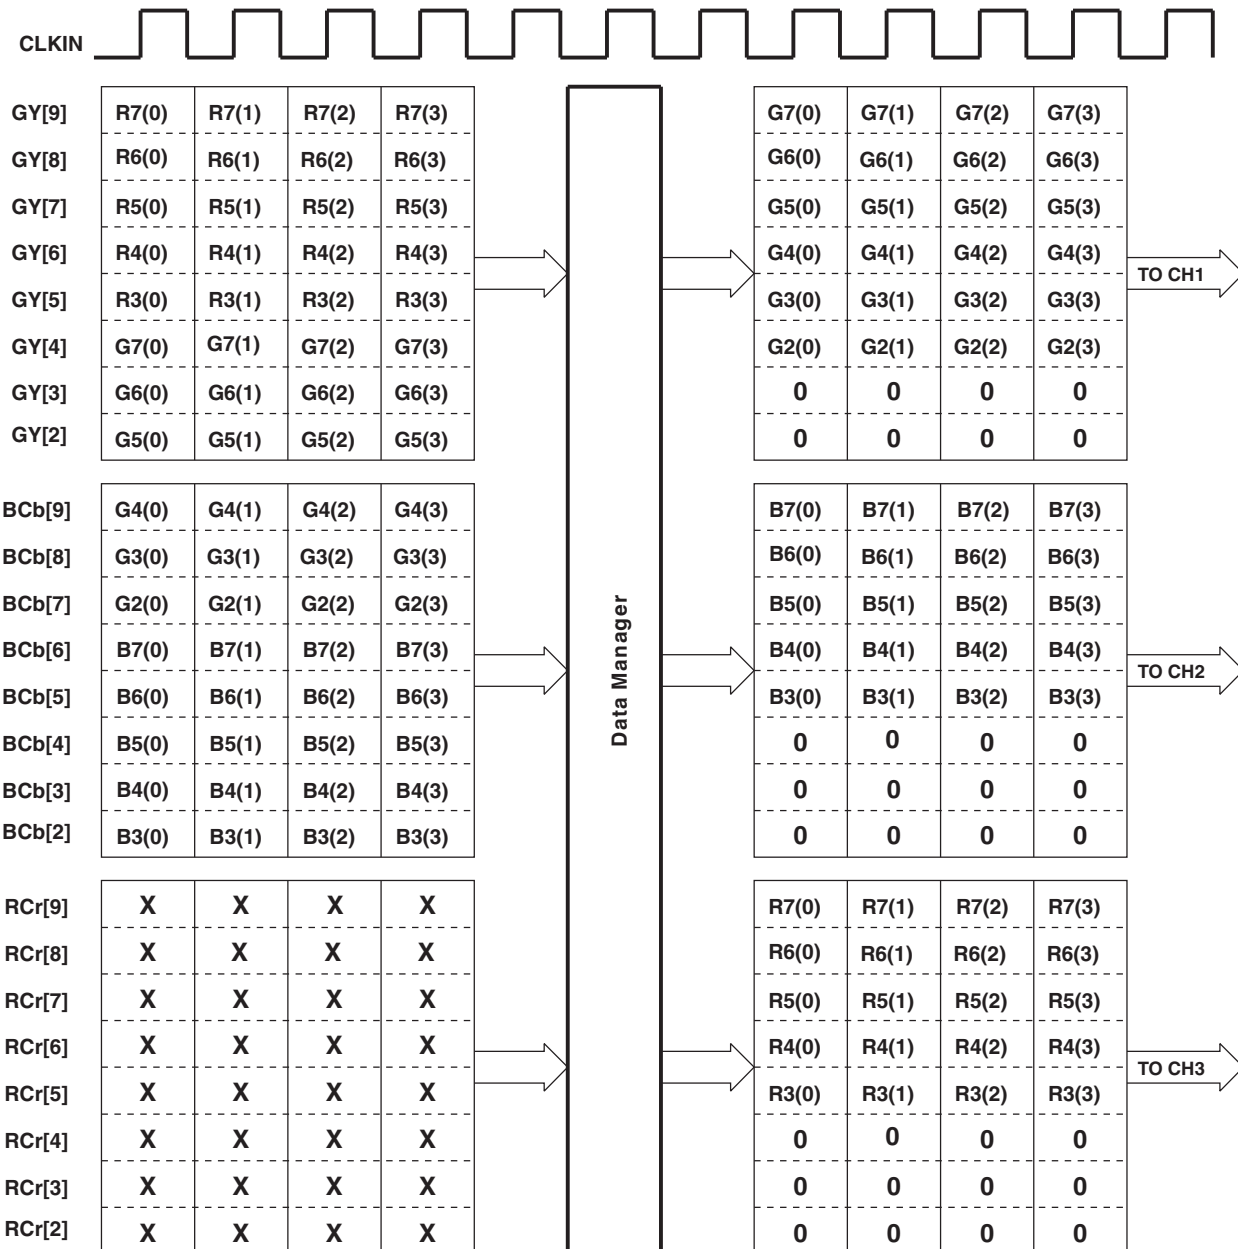 CLKIN
GY[9] R7(0) R7(1) R7(2) R7(3) G7(0) G7(1) G7(2) G7(3)
GY[8] R6(0) R6(1) R6(2) R6(3) G6(0) G6(1) G6(2) G6(3)
GY[7] R5(0) R5(1) R5(2) R5(3) G5(0) G5(1) G5(2) G5(3)
GY[6] R4(0) R4(1) R4(2) R4(3) G4(0) G4(1) G4(2) G4(3)
TO CH1
GY[5] R3(0) R3(1) R3(2) R3(3) G3(0) G3(1) G3(2) G3(3)
GY[4] G7(0) G7(1) G7(2) G7(3) G2(0) G2(1) G2(2) G2(3)
GY[3] G6(0) G6(1) G6(2) G6(3) 0 0 0 0
GY[2] G5(0) G5(1) G5(2) G5(3) 0 0 0 0
BCb[9] G4(0) G4(1) G4(2) G4(3) B7(0) B7(1) B7(2) B7(3)
BCb[8] G3(0) G3(1) G3(2) G3(3) B6(0) B6(1) B6(2) B6(3)
BCb[7] G2(0) G2(1) G2(2) G2(3) B5(0) B5(1) B5(2) B5(3)
Data Manager
BCb[6] B7(0) B7(1) B7(2) B7(3) B4(0) B4(1) B4(2) B4(3)
TO CH2
BCb[5] B6(0) B6(1) B6(2) B6(3) B3(0) B3(1) B3(2) B3(3)
BCb[4] B5(0) B5(1) B5(2) B5(3) 0 0 0 0
BCb[3] B4(0) B4(1) B4(2) B4(3) 0 0 0 0
BCb[2] B3(0) B3(1) B3(2) B3(3) 0 0 0 0
RCr[9] X X X X R7(0) R7(1) R7(2) R7(3)
RCr[8] X X X X R6(0) R6(1) R6(2) R6(3)
RCr[7] X X X X R5(0) R5(1) R5(2) R5(3)
RCr[6] X X X X R4(0) R4(1) R4(2) R4(3)
TO CH3
RCr[5] X X X X R3(0) R3(1) R3(2) R3(3)
RCr[4] X X X X 0 0 0 0
RCr[3] X X X X 0 0 0 0
RCr[2] X X X X 0 0 0 0